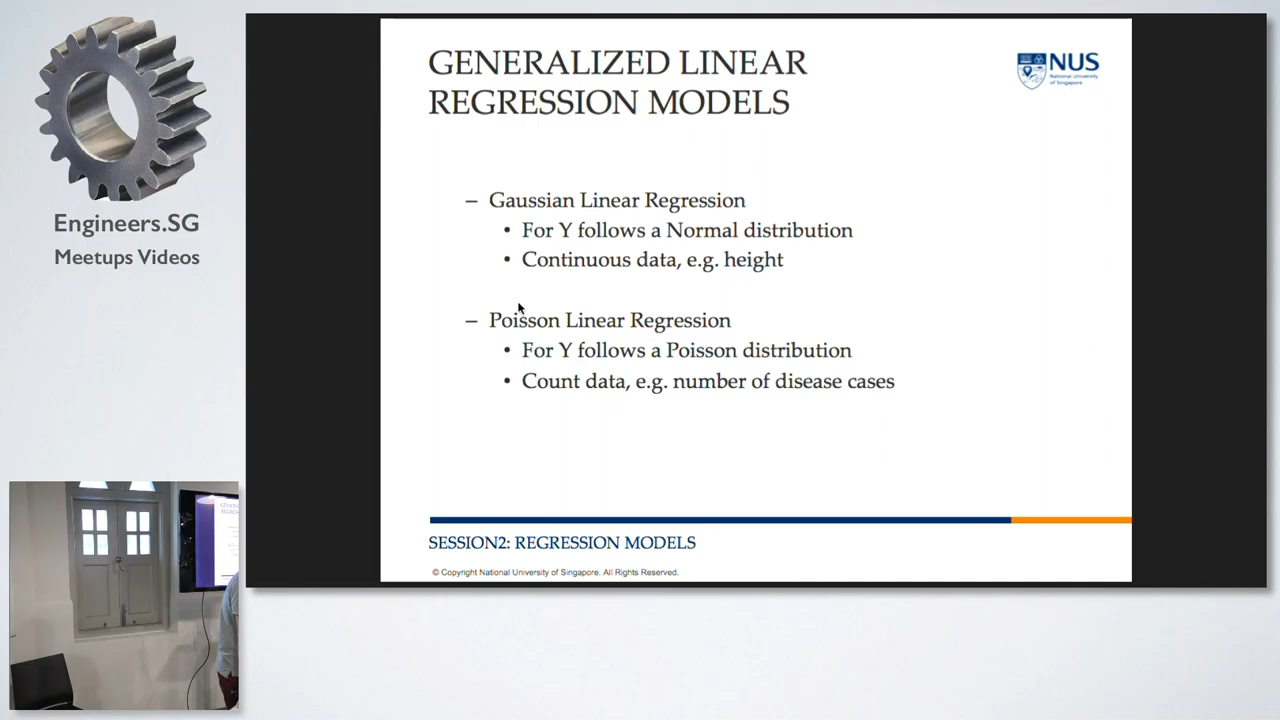 Engineers.SG
Meetups Videos
GENERALIZED LINEAR
REGRESSION MODELS
NUS
National University
of Singapore
– Gaussian Linear Regression
• For Y follows a Normal distribution
• Continuous data, e.g. height
– Poisson Linear Regression
• For Y follows a Poisson distribution
• Count data, e.g. number of disease cases
SESSION2: REGRESSION MODELS
© Copyright National University of Singapore. All Rights Reserved.